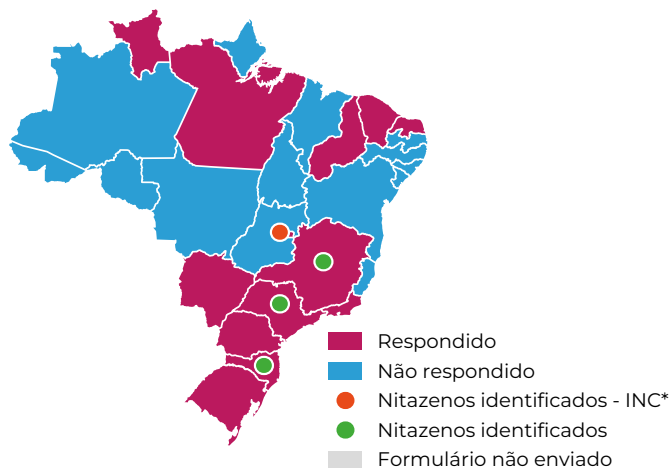 Respondido
Não respondido
Nitazenos identificados - INC*
Nitazenos identificados
Formulário não enviado